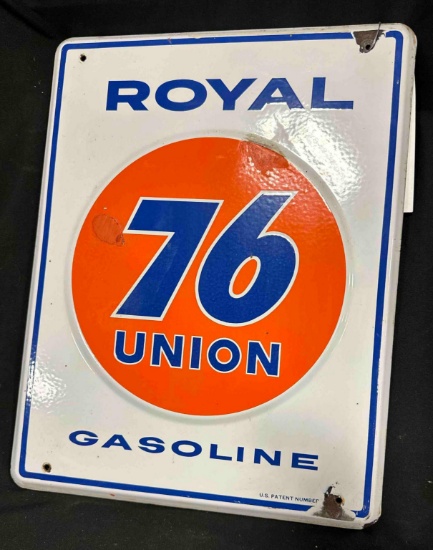 ROYAL
76
UNION
GASOLINE
U.S. PATENT NUMBER